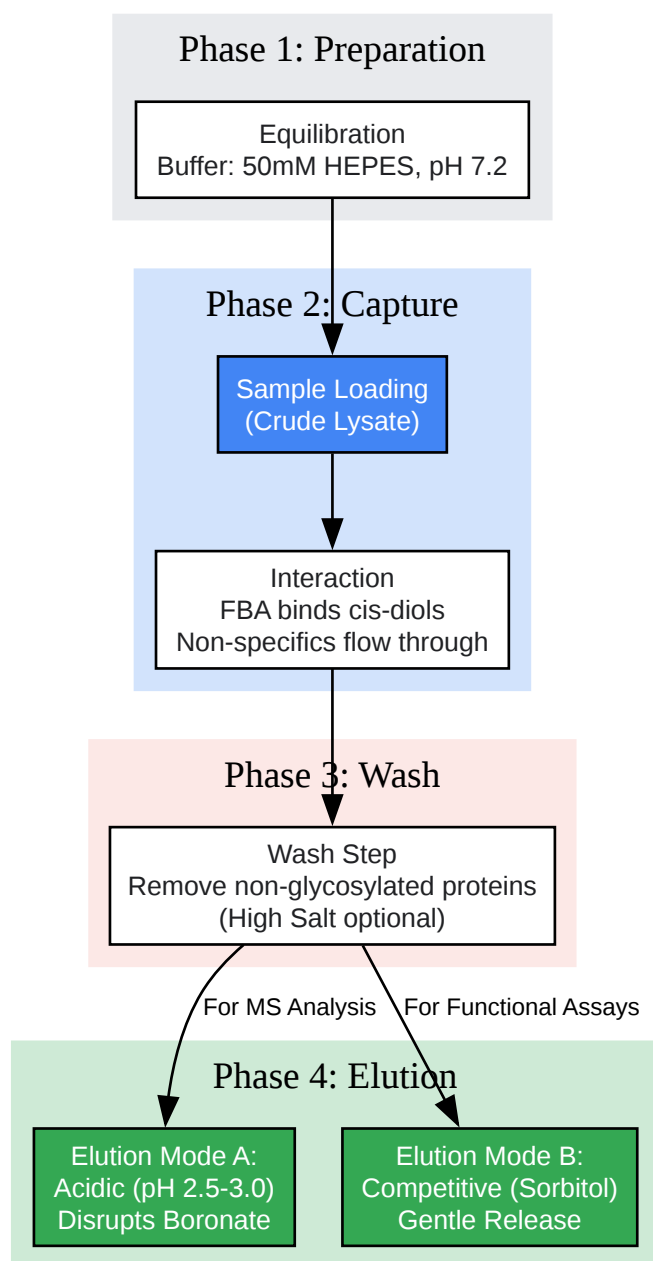 Phase 1: Preparation
Equilibration
Buffer: 50mM HEPES, pH 7.2
Phase 2: Capture
Sample Loading
(Crude Lysate)
Interaction
FBA binds cis-diols
Non-specifics flow through
Phase 3: Wash
Wash Step
Remove non-glycosylated proteins
(High Salt optional)
For MS Analysis
For Functional Assays
Phase 4: Elution
Elution Mode A:
Acidic (pH 2.5-3.0)
Disrupts Boronate
Elution Mode B:
Competitive (Sorbitol)
Gentle Release